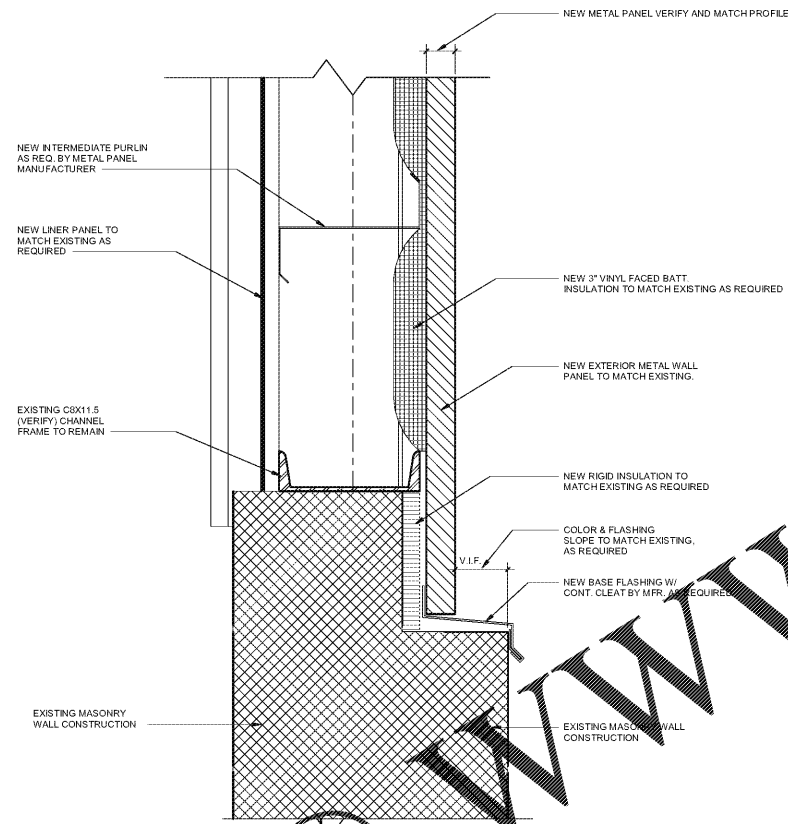 NEW METAL PANEL VERIFY AND MATCH PROFILE
NEW INTERMEDIATE PURLIN
AS REQ. BY METAL PANEL
MANUFACTURER
NEW LINER PANEL TO
MATCH EXISTING AS
REQUIRED
NEW 3" VINYL FACED BATT.
INSULATION TO MATCH EXISTING AS REQUIRED
NEW EXTERIOR METAL WALL
PANEL TO MATCH EXISTING.
EXISTING C8X11.5
(VERIFY) CHANNEL
FRAME TO REMAIN
NEW RIGID INSULATION TO
MATCH EXISTING AS REQUIRED
COLOR & FLASHING
SLOPE TO MATCH EXISTING,
AS REQUIRED
V.I.F.
NEW BASE FLASHING W/
CONT. CLEAT BY MFR. AS REQUIRED
EXISTING MASONRY
WALL CONSTRUCTION
EXISTING MASONRY WALL
CONSTRUCTION
WWW